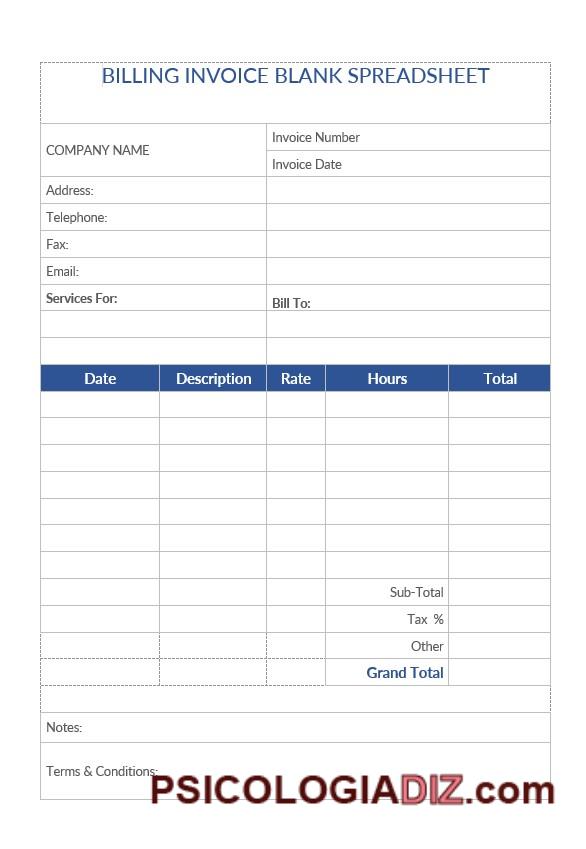 BILLING INVOICE BLANK SPREADSHEET
COMPANY NAME
Invoice Number
Invoice Date
Address:
Telephone:
Fax:
Email:
Services For:
Bill To:
Date Description Rate Hours Total
Sub-Total
Tax %
Other
Grand Total
Notes:
Terms & Conditions:
PSICOLOGIADIZ.com